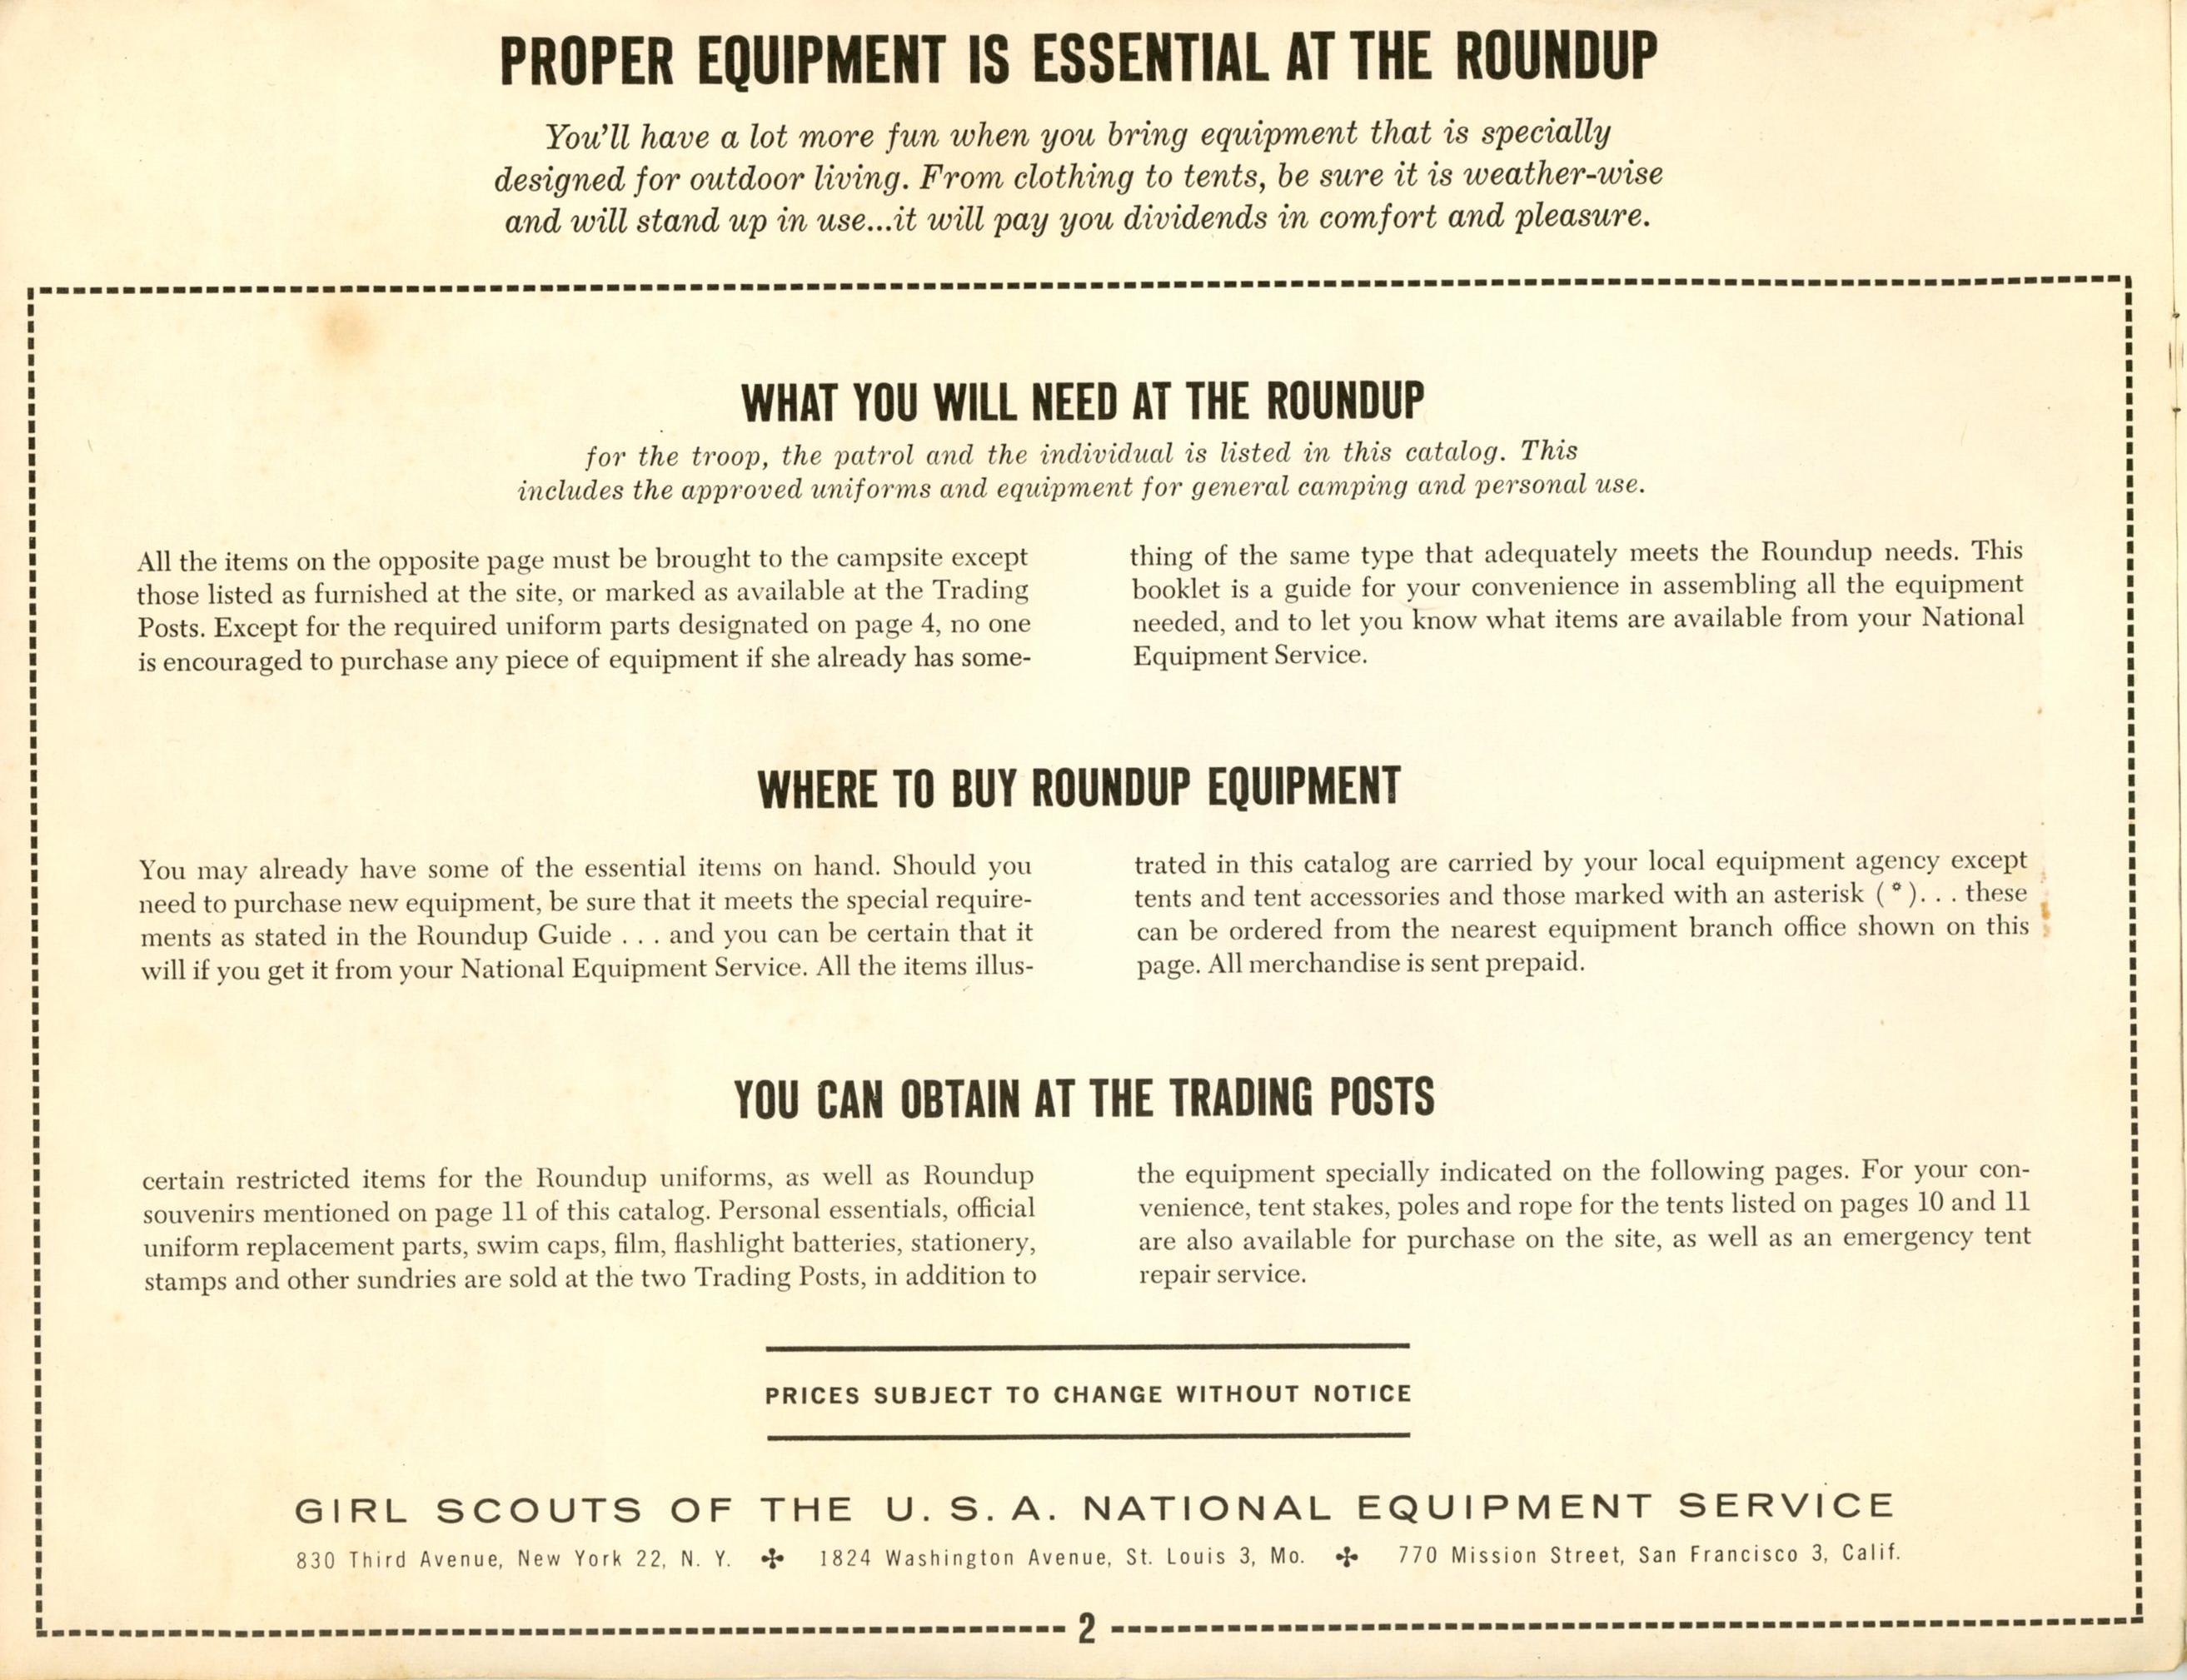 PROPER EQUIPMENT IS ESSENTIAL AT THE ROUNDUP
You'll have a lot more fun when you bring equipment that is specially
designed for outdoor living. From clothing to tents, be sure it is weather-wise
and will stand up in use...it will pay you dividends in comfort and pleasure.
WHAT YOU WILL NEED AT THE ROUNDUP
for the troop, the patrol and the individual is listed in this catalog. This
includes the approved uniforms and equipment for general camping and personal use.
All the items on the opposite page must be brought to the campsite except
those listed as furnished at the site, or marked as available at the Trading
Posts. Except for the required uniform parts designated on page 4, no one
is encouraged to purchase any piece of equipment if she already has some-
thing of the same type that adequately meets the Roundup needs. This
booklet is a guide for your convenience in assembling all the equipment
needed, and to let you know what items are available from your National
Equipment Service.
WHERE TO BUY ROUNDUP EQUIPMENT
You may already have some of the essential items on hand. Should you
need to purchase new equipment, be sure that it meets the special require-
ments as stated in the Roundup Guide . . . and you can be certain that it
will if you get it from your National Equipment Service. All the items illus-
trated in this catalog are carried by your local equipment agency except
tents and tent accessories and those marked with an asterisk (*). . . these
can be ordered from the nearest equipment branch office shown on this
page. All merchandise is sent prepaid.
YOU CAN OBTAIN AT THE TRADING POSTS
certain restricted items for the Roundup uniforms, as well as Roundup
souvenirs mentioned on page 11 of this catalog. Personal essentials, official
uniform replacement parts, swim caps, film, flashlight batteries, stationery,
stamps and other sundries are sold at the two Trading Posts, in addition to
the equipment specially indicated on the following pages. For your con-
venience, tent stakes, poles and rope for the tents listed on pages 10 and 11
are also available for purchase on the site, as well as an emergency tent
repair service.
PRICES SUBJECT TO CHANGE WITHOUT NOTICE
GIRL SCOUTS OF THE U. S. A. NATIONAL EQUIPMENT SERVICE
830 Third Avenue, New York 22, N. Y. ✣ 1824 Washington Avenue, St. Louis 3, Mo. ✣ 770 Mission Street, San Francisco 3, Calif.
2